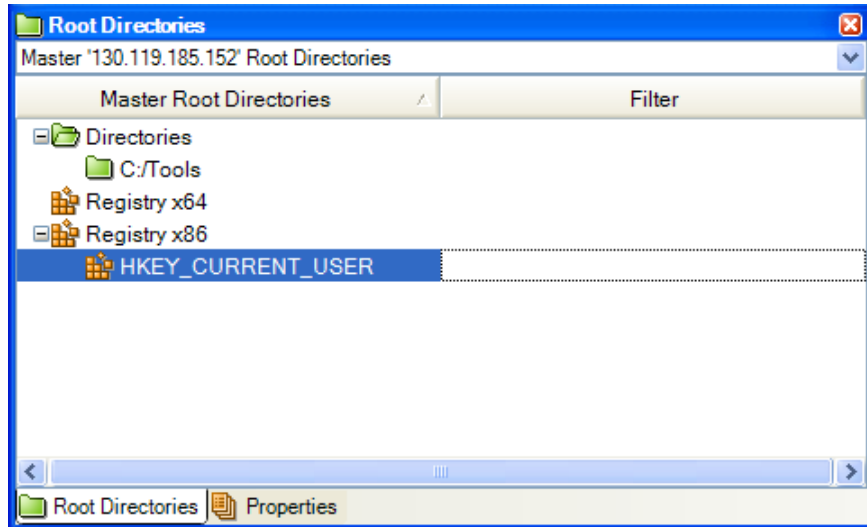 Root Directories
Master '130.119.185.152' Root Directories
Master Root Directories Filter
Directories
C:/Tools
Registry x64
Registry x86
HKEY_CURRENT_USER
Root Directories Properties